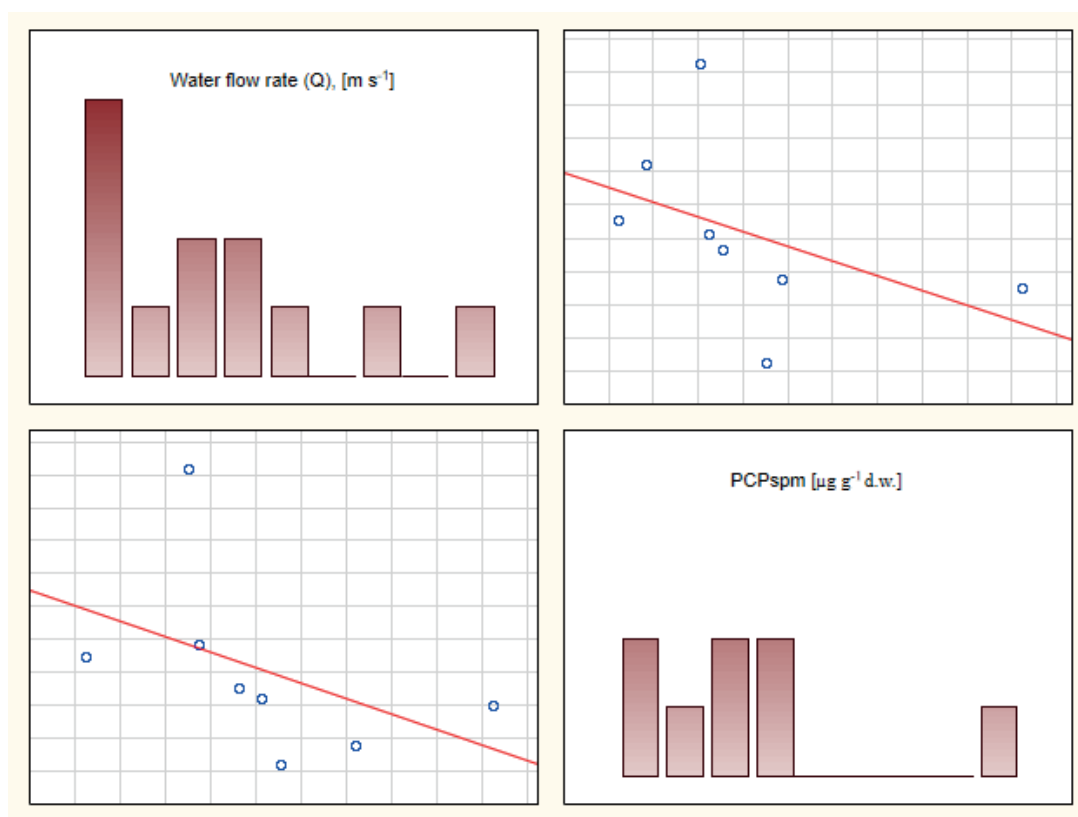 Water flow rate (Q), [m s⁻¹]
PCPspm [µg g⁻¹ d.w.]